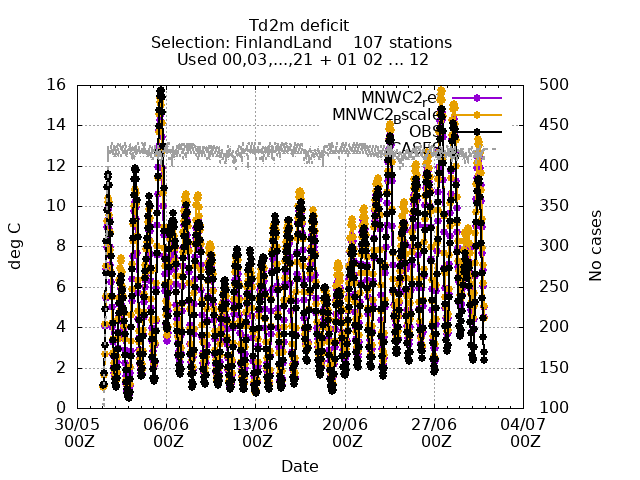 Td2m deficit
Selection: FinlandLand    107 stations
Used 00,03,...,21 + 01 02 ... 12
16 500
MNWC2_re
14 MNWC2_Bscale 450
OBS
CASES
12 400
10 350
8 300
6 250
4 200
2 150
0 100
deg C
No cases
30/05 06/06 13/06 20/06 27/06 04/07
00Z 00Z 00Z 00Z 00Z 00Z
Date